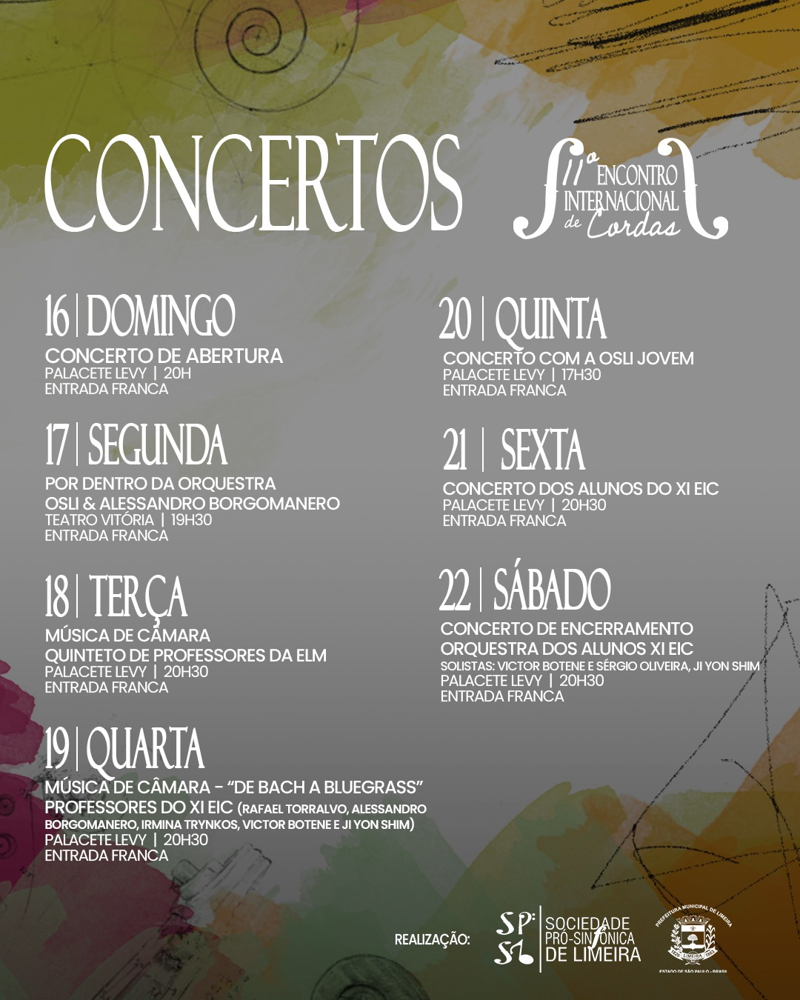 CONCERTOS
11º ENCONTRO
INTERNACIONAL
de Cordas
16 | DOMINGO
CONCERTO DE ABERTURA
PALACETE LEVY | 20H
ENTRADA FRANCA
17 | SEGUNDA
POR DENTRO DA ORQUESTRA
OSLI & ALESSANDRO BORGOMANERO
TEATRO VITÓRIA | 19H30
ENTRADA FRANCA
18 | TERÇA
MÚSICA DE CÂMARA
QUINTETO DE PROFESSORES DA ELM
PALACETE LEVY | 20H30
ENTRADA FRANCA
19 | QUARTA
MÚSICA DE CÂMARA - “DE BACH A BLUEGRASS”
PROFESSORES DO XI EIC (RAFAEL TORRALVO, ALESSANDRO
BORGOMANERO, IRMINA TRYNKOS, VICTOR BOTENE E JI YON SHIM)
PALACETE LEVY | 20H30
ENTRADA FRANCA
20 | QUINTA
CONCERTO COM A OSLI JOVEM
PALACETE LEVY | 17H30
ENTRADA FRANCA
21 | SEXTA
CONCERTO DOS ALUNOS DO XI EIC
PALACETE LEVY | 20H30
ENTRADA FRANCA
22 | SÁBADO
CONCERTO DE ENCERRAMENTO
ORQUESTRA DOS ALUNOS XI EIC
SOLISTAS: VICTOR BOTENE E SÉRGIO OLIVEIRA, JI YON SHIM
PALACETE LEVY | 20H30
ENTRADA FRANCA
REALIZAÇÃO:
SP
SL
SOCIEDADE
PRÓ-SINFÔNICA
DE LIMEIRA
PREFEITURA MUNICIPAL DE LIMEIRA
LIMEIRA
ESTADO DE SÃO PAULO - BRASIL